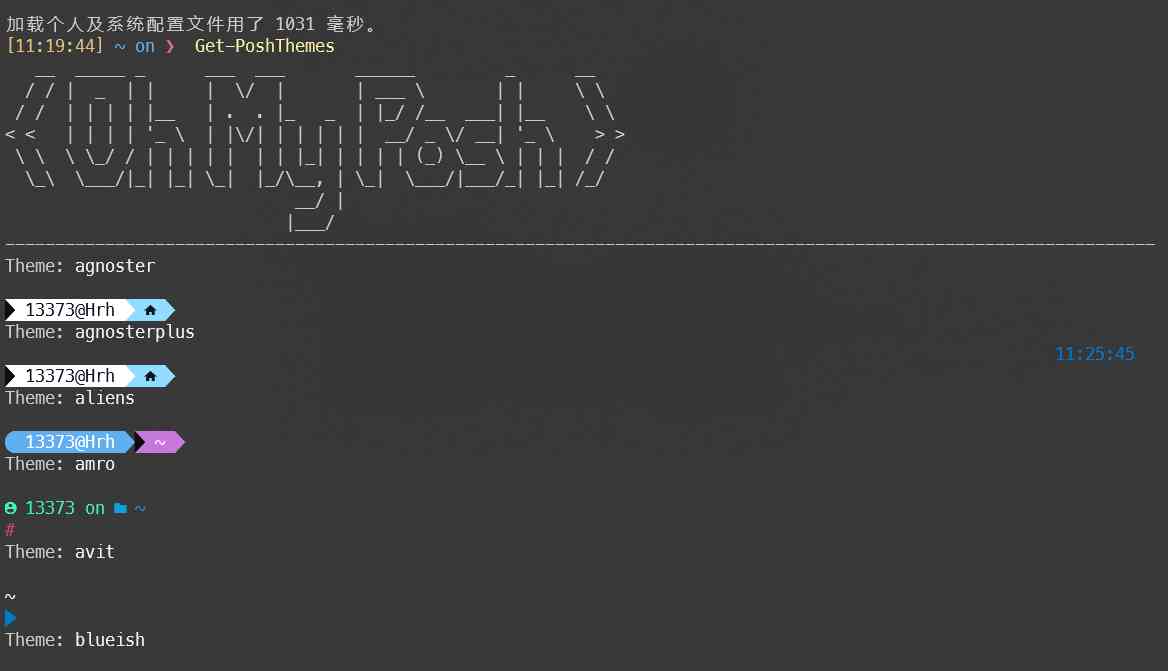 加载个人及系统配置文件用了 1031 毫秒。
[11:19:44] ~ on ❯ Get-PoshThemes
Theme: agnoster
13373@Hrh
Theme: agnosterplus
11:25:45
13373@Hrh
Theme: aliens
13373@Hrh ~
Theme: amro
13373 on ~
#
Theme: avit
~
Theme: blueish